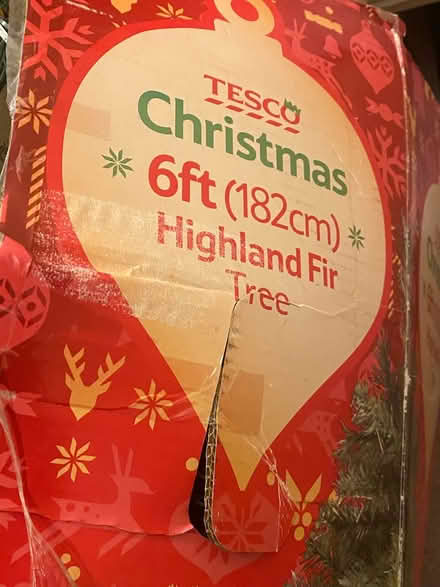 TESCO
Christmas
6ft (182cm)
Highland Fir
Tree